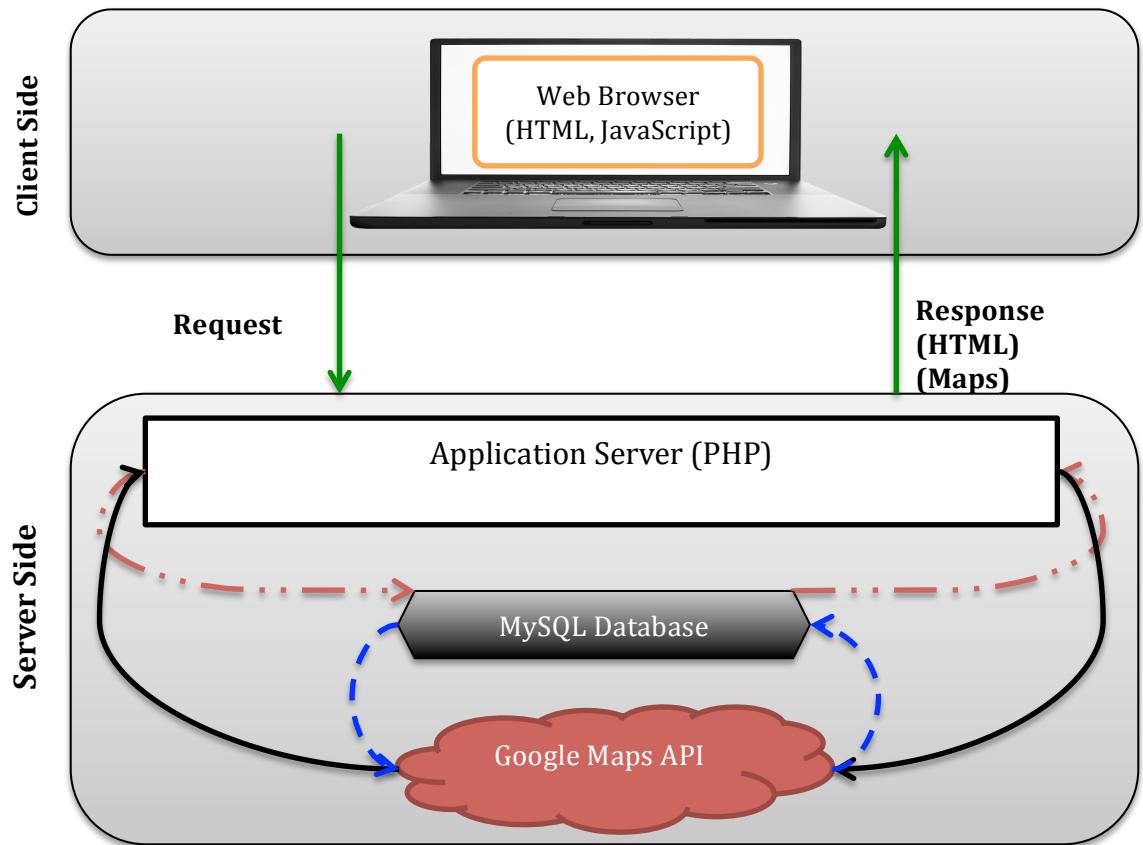 Client Side
Web Browser
(HTML, JavaScript)
Request
Response
(HTML)
(Maps)
Server Side
Application Server (PHP)
MySQL Database
Google Maps API